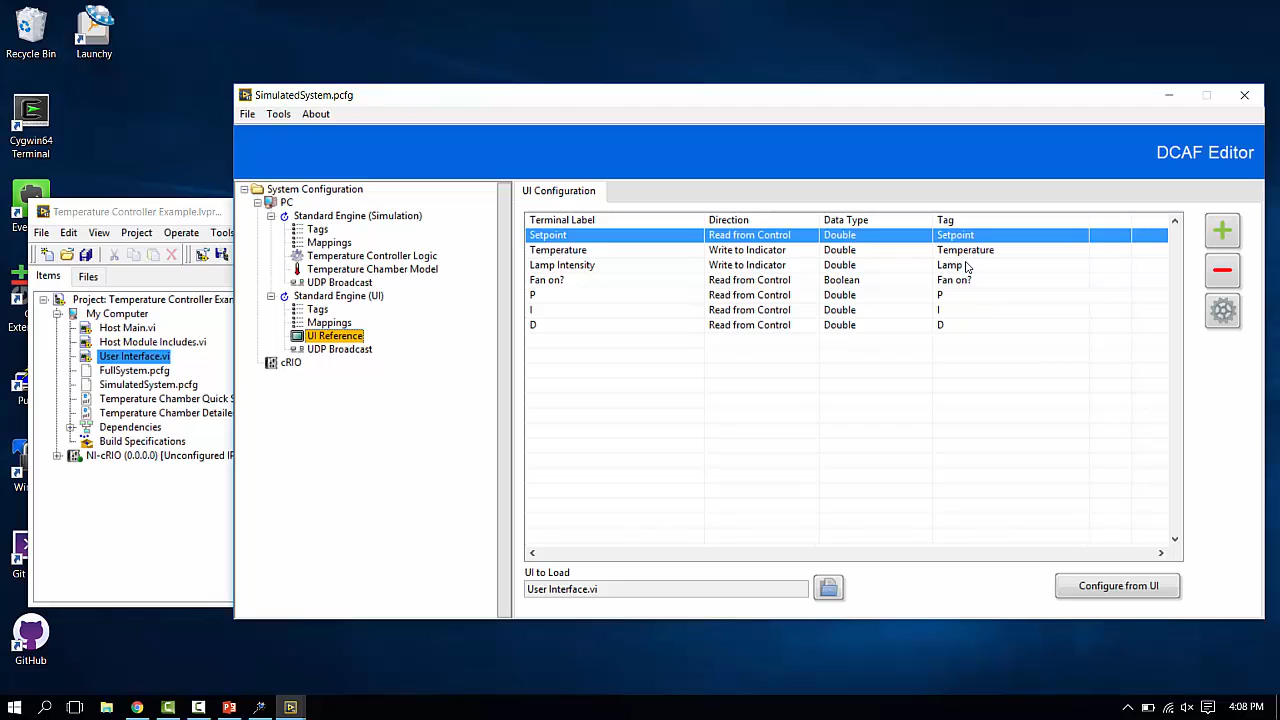 Recycle Bin
Launchy
Cygwin64
Terminal
SimulatedSystem.pcfg
File Tools About
DCAF Editor
Temperature Controller Example.lvpr...
File Edit View Project Operate Tools
Items Files
Project: Temperature Controller Exam
My Computer
Host Main.vi
Host Module Includes.vi
User Interface.vi
FullSystem.pcfg
SimulatedSystem.pcfg
Temperature Chamber Quick S
Temperature Chamber Detaile
Dependencies
Build Specifications
NI-cRIO (0.0.0.0) [Unconfigured IP
System Configuration
PC
Standard Engine (Simulation)
Tags
Mappings
Temperature Controller Logic
Temperature Chamber Model
UDP Broadcast
Standard Engine (UI)
Tags
Mappings
UI Reference
UDP Broadcast
cRIO
UI Configuration
Terminal Label Direction Data Type Tag
Setpoint Read from Control Double Setpoint
Temperature Write to Indicator Double Temperature
Lamp Intensity Write to Indicator Double Lamp
Fan on? Read from Control Boolean Fan on?
P Read from Control Double P
I Read from Control Double I
D Read from Control Double D
UI to Load
User Interface.vi
Configure from UI
GitHub
4:08 PM